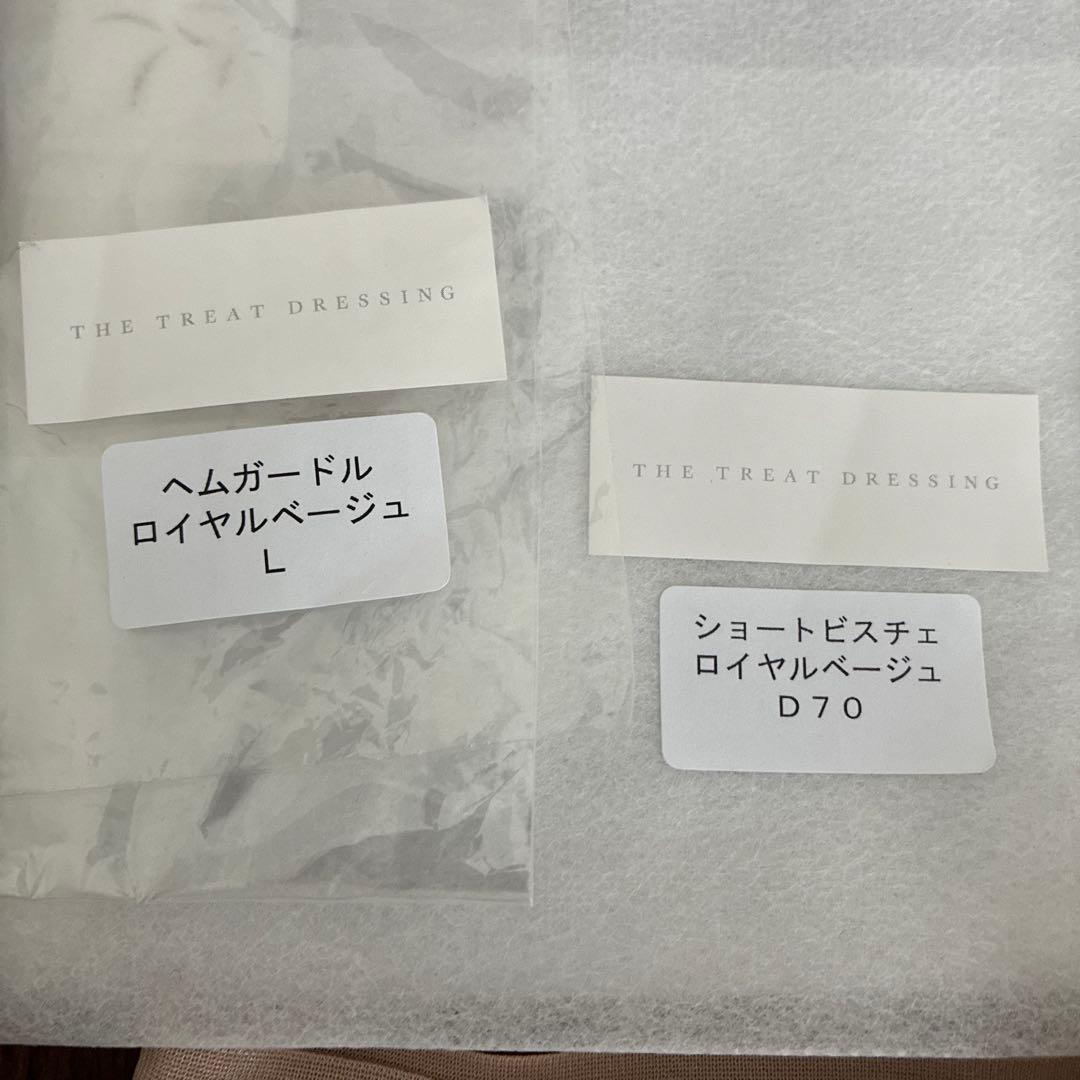 THE TREAT DRESSING
ヘムガードル
ロイヤルベージュ
L
THE TREAT DRESSING
ショートビスチェ
ロイヤルベージュ
D70